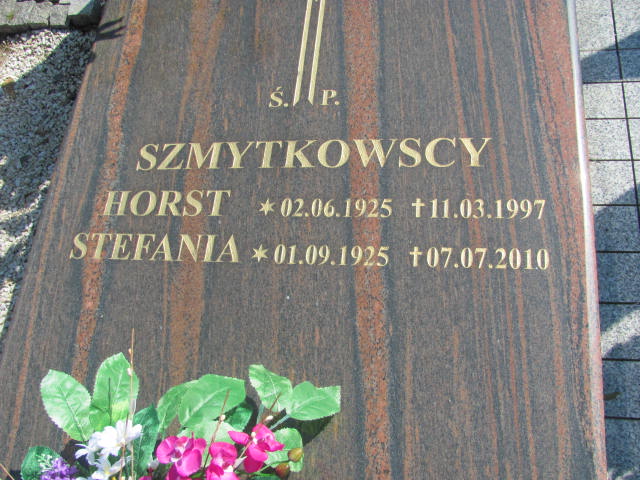 Ś. P.
SZMYTKOWSCY
HORST ✶02.06.1925 ✝11.03.1997
STEFANIA ✶01.09.1925 ✝07.07.2010